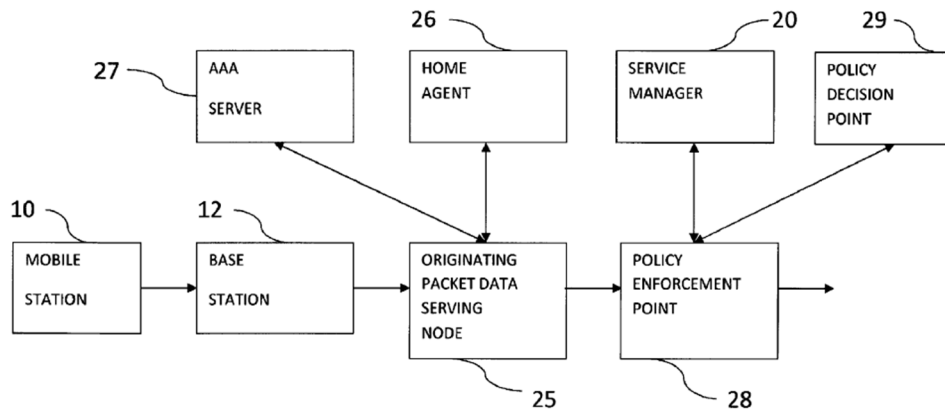 26
20
29
27
AAA
SERVER
HOME
AGENT
SERVICE
MANAGER
POLICY
DECISION
POINT
10
12
MOBILE
STATION
BASE
STATION
ORIGINATING
PACKET DATA
SERVING
NODE
POLICY
ENFORCEMENT
POINT
25
28